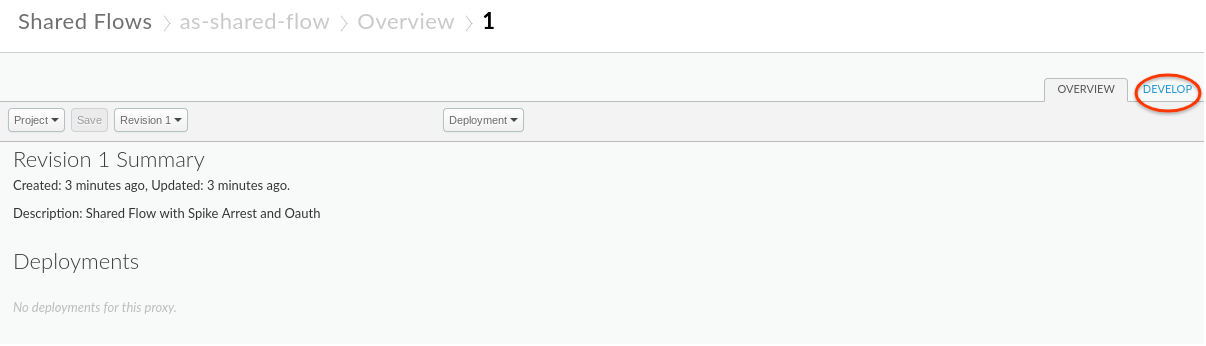 Shared Flows > as-shared-flow > Overview > 1
OVERVIEW DEVELOP
Project Save Revision 1 Deployment
Revision 1 Summary
Created: 3 minutes ago, Updated: 3 minutes ago.
Description: Shared Flow with Spike Arrest and Oauth
Deployments
No deployments for this proxy.